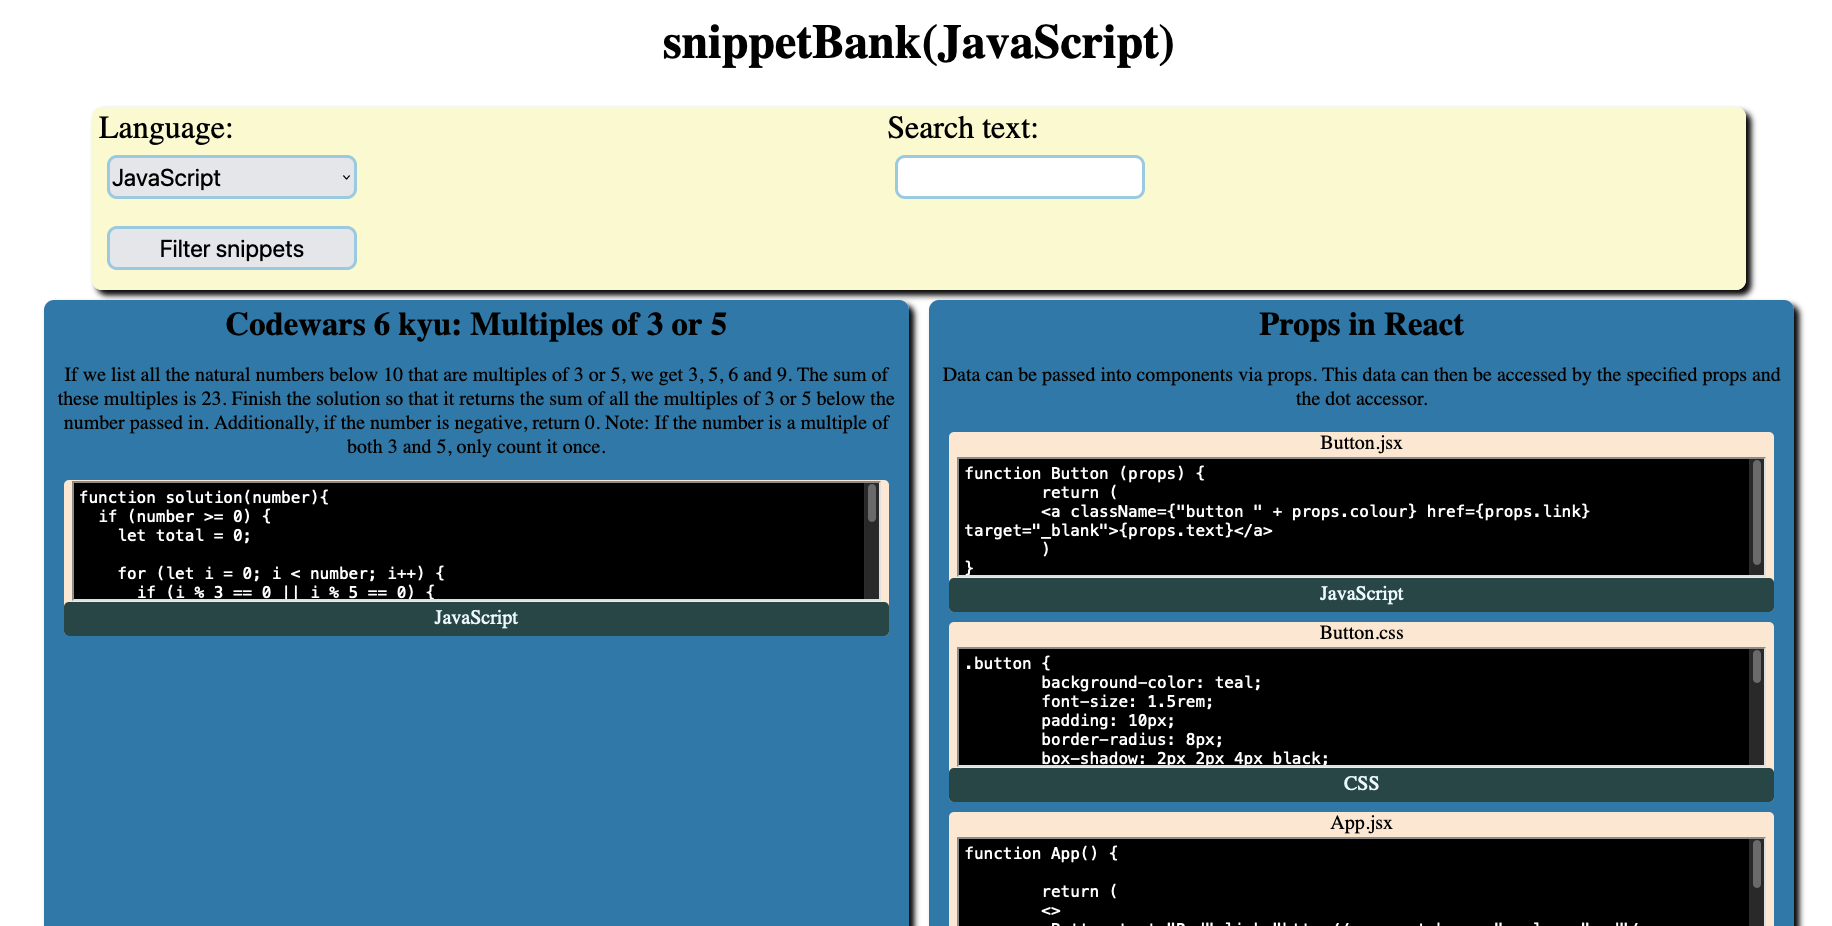 snippetBank(JavaScript)
Language:
Search text:
JavaScript
Filter snippets
Codewars 6 kyu: Multiples of 3 or 5
If we list all the natural numbers below 10 that are multiples of 3 or 5, we get 3, 5, 6 and 9. The sum of
these multiples is 23. Finish the solution so that it returns the sum of all the multiples of 3 or 5 below the
number passed in. Additionally, if the number is negative, return 0. Note: If the number is a multiple of
both 3 and 5, only count it once.
function solution(number){
  if (number >= 0) {
    let total = 0;
    for (let i = 0; i < number; i++) {
      if (i % 3 == 0 || i % 5 == 0) {
JavaScript
Props in React
Data can be passed into components via props. This data can then be accessed by the specified props and
the dot accessor.
Button.jsx
function Button (props) {
        return (
        <a className={"button " + props.colour} href={props.link}
target="_blank">{props.text}</a>
        )
}
JavaScript
Button.css
.button {
        background-color: teal;
        font-size: 1.5rem;
        padding: 10px;
        border-radius: 8px;
        box-shadow: 2px 2px 4px black;
CSS
App.jsx
function App() {
        return (
        <>